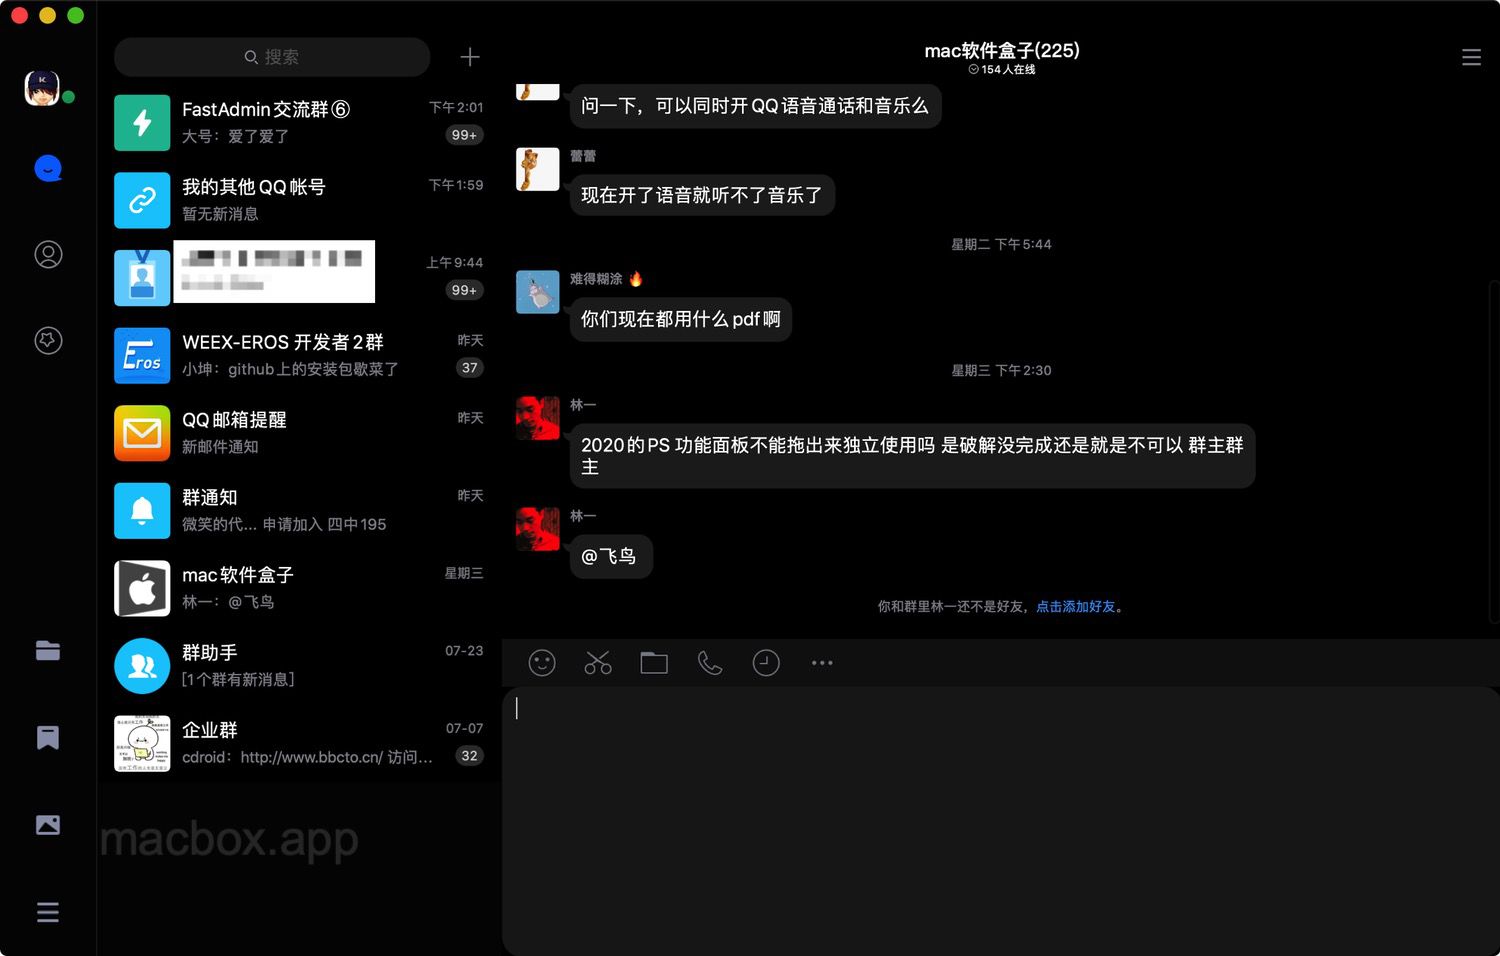 搜索
FastAdmin交流群⑥
下午2:01
大号：爱了爱了
99+
我的其他QQ帐号
下午1:59
暂无新消息
上午9:44
99+
WEEX-EROS 开发者2群
昨天
小坤：github上的安装包歇菜了
37
Eros
QQ邮箱提醒
昨天
新邮件通知
群通知
昨天
微笑的代... 申请加入 四中195
mac软件盒子
星期三
林一：@飞鸟
群助手
07-23
[1个群有新消息]
企业群
07-07
cdroid：http://www.bbcto.cn/ 访问...
32
macbox.app
mac软件盒子(225)
154人在线
问一下，可以同时开QQ语音通话和音乐么
蕾蕾
现在开了语音就听不了音乐了
星期二 下午5:44
难得糊涂
你们现在都用什么pdf啊
星期三 下午2:30
林一
2020的PS 功能面板不能拖出来独立使用吗 是破解没完成还是就是不可以 群主群
主
林一
@飞鸟
你和群里林一还不是好友，点击添加好友。